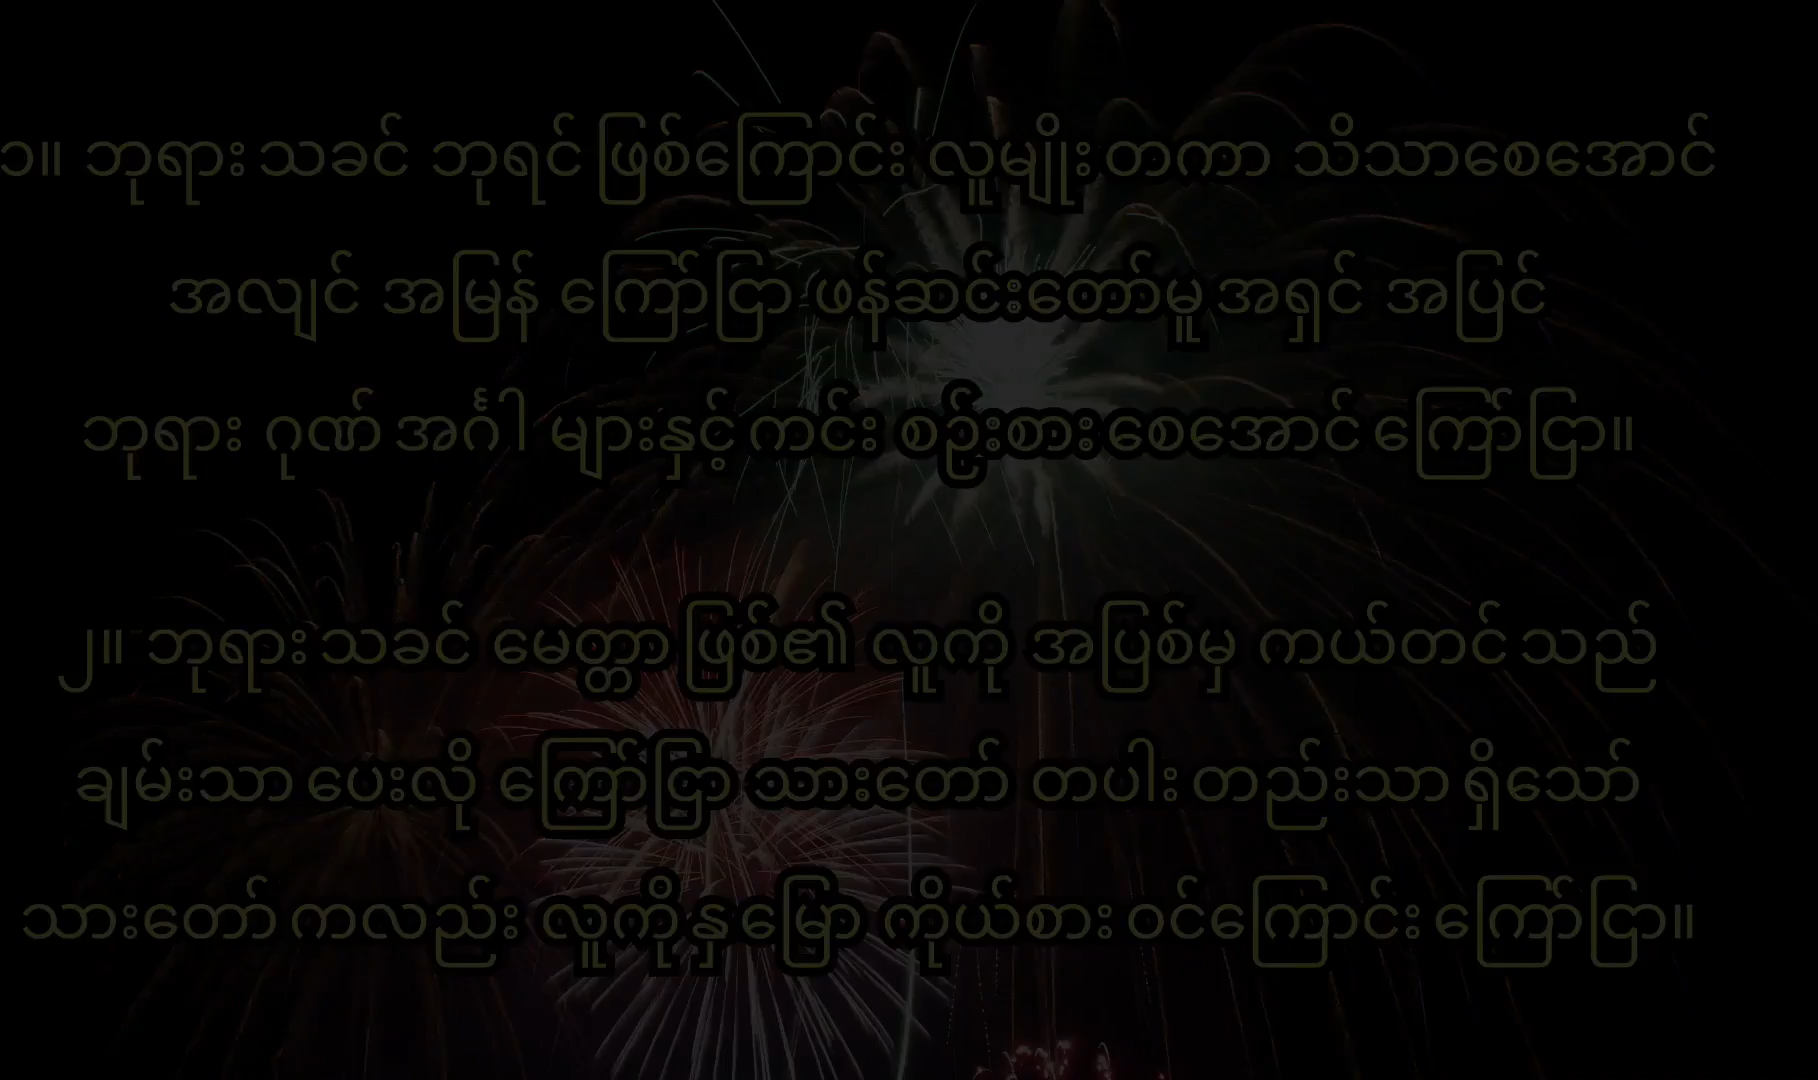 ၁။ ဘုရားသခင် ဘုရင် ဖြစ်ကြောင်း လူမျိုးတကာ သိသာစေအောင်
အလျင် အမြန် ကြော်ငြာ ဖန်ဆင်းတော်မူအရှင် အပြင်
ဘုရား ဂုဏ်အင်္ဂါ များနှင့်ကင်း စဉ်းစားစေအောင်ကြော်ငြာ။
၂။ ဘုရားသခင် မေတ္တာ ဖြစ်၏ လူကို အပြစ်မှ ကယ်တင်သည်
ချမ်းသာပေးလို ကြော်ငြာ သားတော် တပါးတည်းသာရှိသော်
သားတော်ကလည်း လူကိုနှမြော ကိုယ်စားဝင်ကြောင်းကြော်ငြာ။